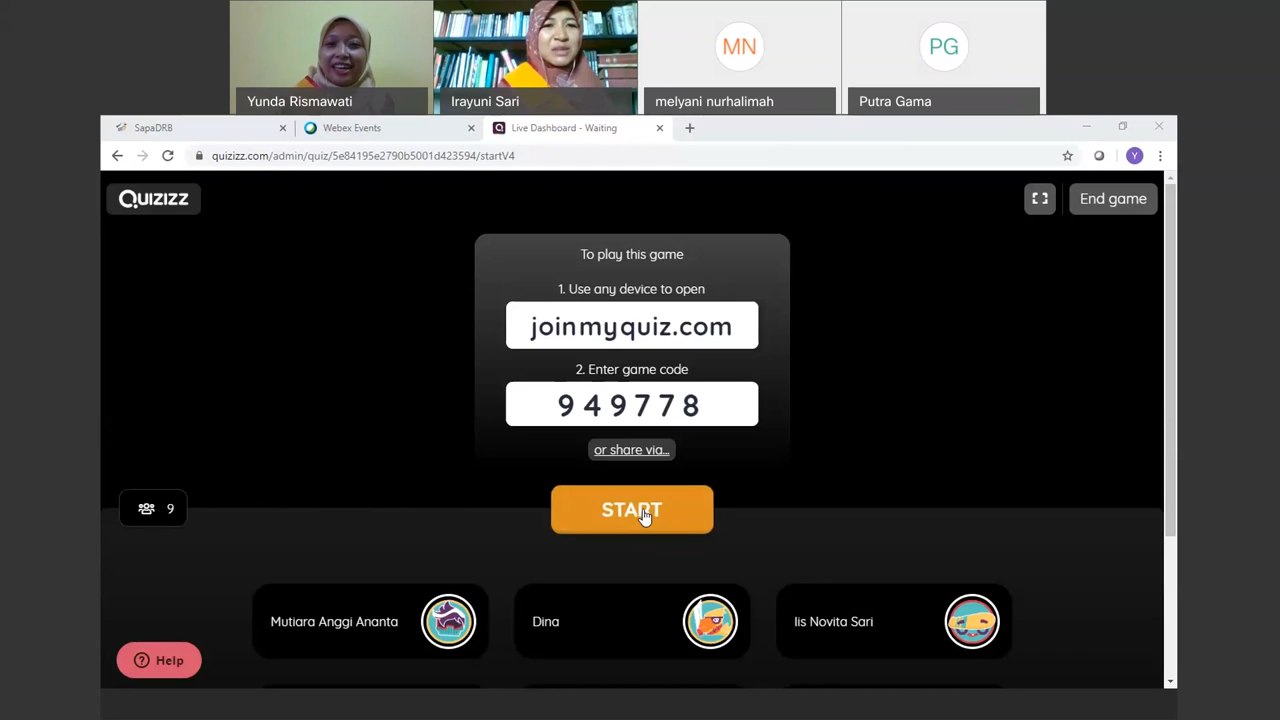 MN
PG
Yunda Rismawati
Irayuni Sari
melyani nurhalimah
Putra Gama
SapaDRB
Webex Events
Live Dashboard - Waiting
quizizz.com/admin/quiz/5e84195e2790b5001d423594/startV4
Y
QUIZIZZ
End game
To play this game
1. Use any device to open
joinmyquiz.com
2. Enter game code
949778
or share via...
START
9
Mutiara Anggi Ananta
Dina
Iis Novita Sari
Help